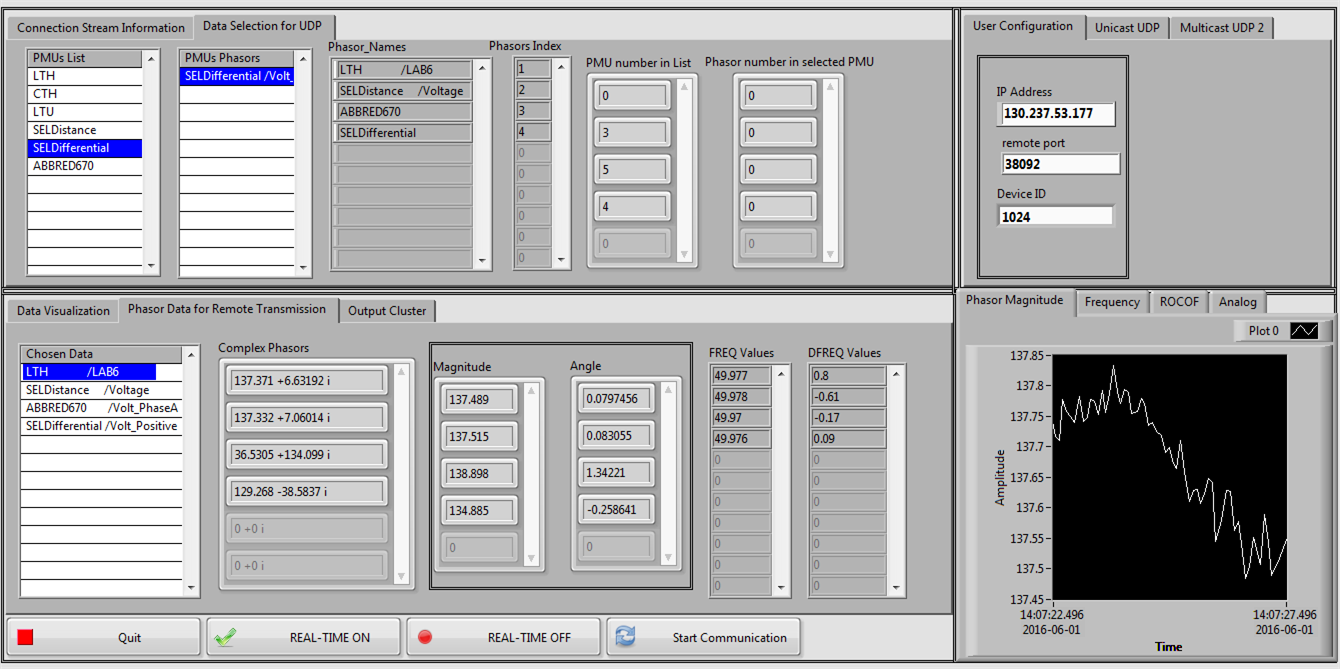 Connection Stream Information
Data Selection for UDP
PMUs List
LTH
CTH
LTU
SELDistance
SELDifferential
ABBRED670
PMUs Phasors
SELDifferential /Volt_
Phasor_Names
LTH /LAB6
SELDistance /Voltage
ABBRED670
SELDifferential
Phasors Index
1
2
3
4
0
0
0
0
0
0
PMU number in List
0
3
5
4
0
Phasor number in selected PMU
0
0
0
0
0
User Configuration
Unicast UDP
Multicast UDP 2
IP Address
130.237.53.177
remote port
38092
Device ID
1024
Data Visualization
Phasor Data for Remote Transmission
Output Cluster
Chosen Data
LTH /LAB6
SELDistance /Voltage
ABBRED670 /Volt_PhaseA
SELDifferential /Volt_Positive
Complex Phasors
137.371 +6.63192 i
137.332 +7.06014 i
36.5305 +134.099 i
129.268 -38.5837 i
0 +0 i
0 +0 i
Magnitude
137.489
137.515
138.898
134.885
0
Angle
0.0797456
0.083055
1.34221
-0.258641
0
FREQ Values
49.977
49.978
49.97
49.976
0
0
0
0
0
0
0
DFREQ Values
0.8
-0.61
-0.17
0.09
0
0
0
0
0
0
0
Phasor Magnitude
Frequency
ROCOF
Analog
Plot 0
Amplitude
137.85
137.8
137.75
137.7
137.65
137.6
137.55
137.5
137.45
14:07:22.496
2016-06-01
14:07:27.496
2016-06-01
Time
Quit
REAL-TIME ON
REAL-TIME OFF
Start Communication